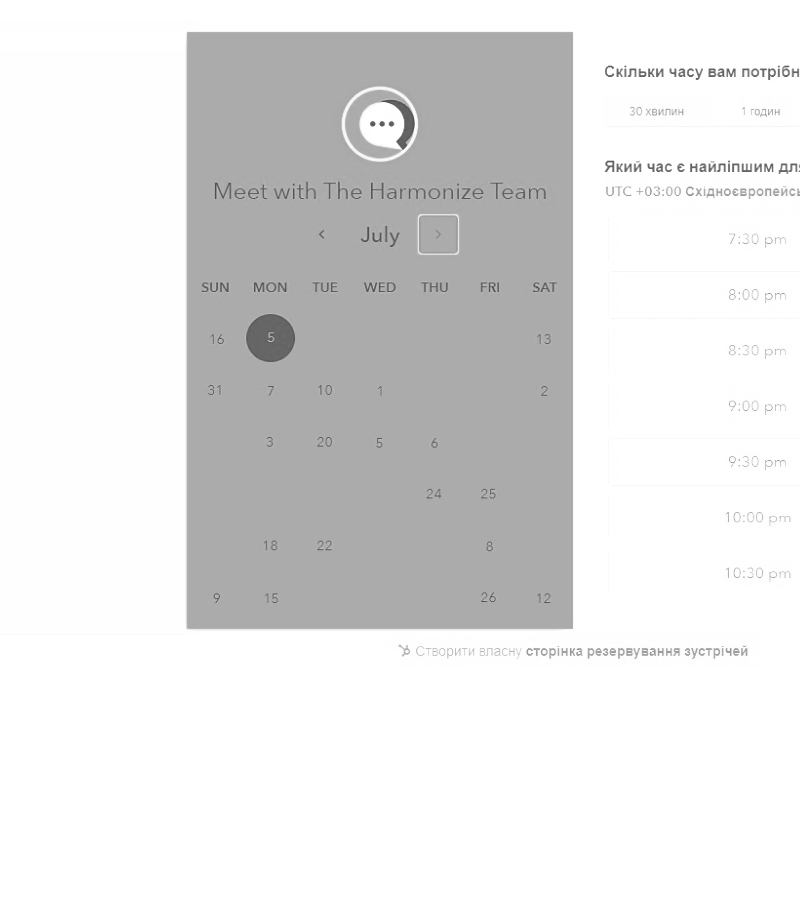 Meet with The Harmonize Team
July
SUN MON TUE WED THU FRI SAT
16 5 13
31 7 10 1 2
3 20 5 6
24 25
18 22 8
9 15 26 12
Скільки часу вам потрібн
30 хвилин 1 годин
Який час є найліпшим для
UTC +03:00 Східноєвропейсь
7:30 pm
8:00 pm
8:30 pm
9:00 pm
9:30 pm
10:00 pm
10:30 pm
Створити власну сторінка резервування зустрічей